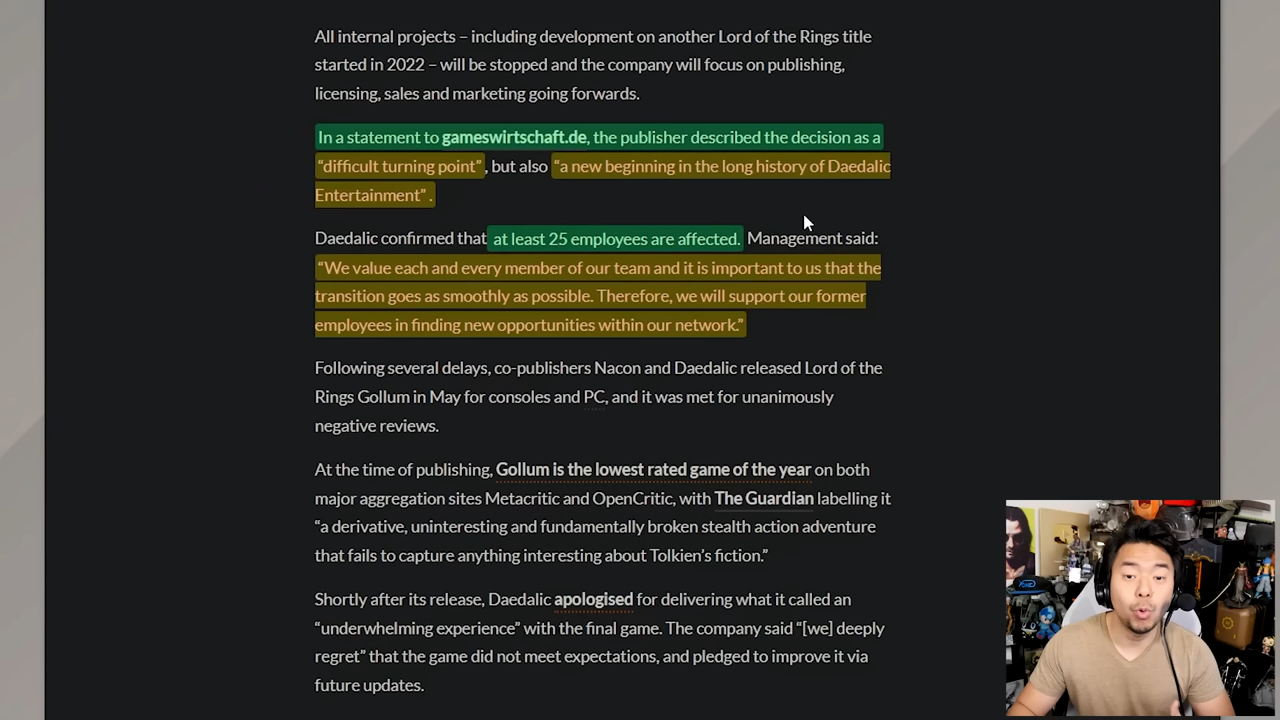 All internal projects – including development on another Lord of the Rings title
started in 2022 – will be stopped and the company will focus on publishing,
licensing, sales and marketing going forwards.
In a statement to gameswirtschaft.de, the publisher described the decision as a
“difficult turning point”, but also “a new beginning in the long history of Daedalic
Entertainment” .
Daedalic confirmed that at least 25 employees are affected. Management said:
“We value each and every member of our team and it is important to us that the
transition goes as smoothly as possible. Therefore, we will support our former
employees in finding new opportunities within our network.”
Following several delays, co-publishers Nacon and Daedalic released Lord of the
Rings Gollum in May for consoles and PC, and it was met for unanimously
negative reviews.
At the time of publishing, Gollum is the lowest rated game of the year on both
major aggregation sites Metacritic and OpenCritic, with The Guardian labelling it
“a derivative, uninteresting and fundamentally broken stealth action adventure
that fails to capture anything interesting about Tolkien’s fiction.”
Shortly after its release, Daedalic apologised for delivering what it called an
“underwhelming experience” with the final game. The company said “[we] deeply
regret” that the game did not meet expectations, and pledged to improve it via
future updates.